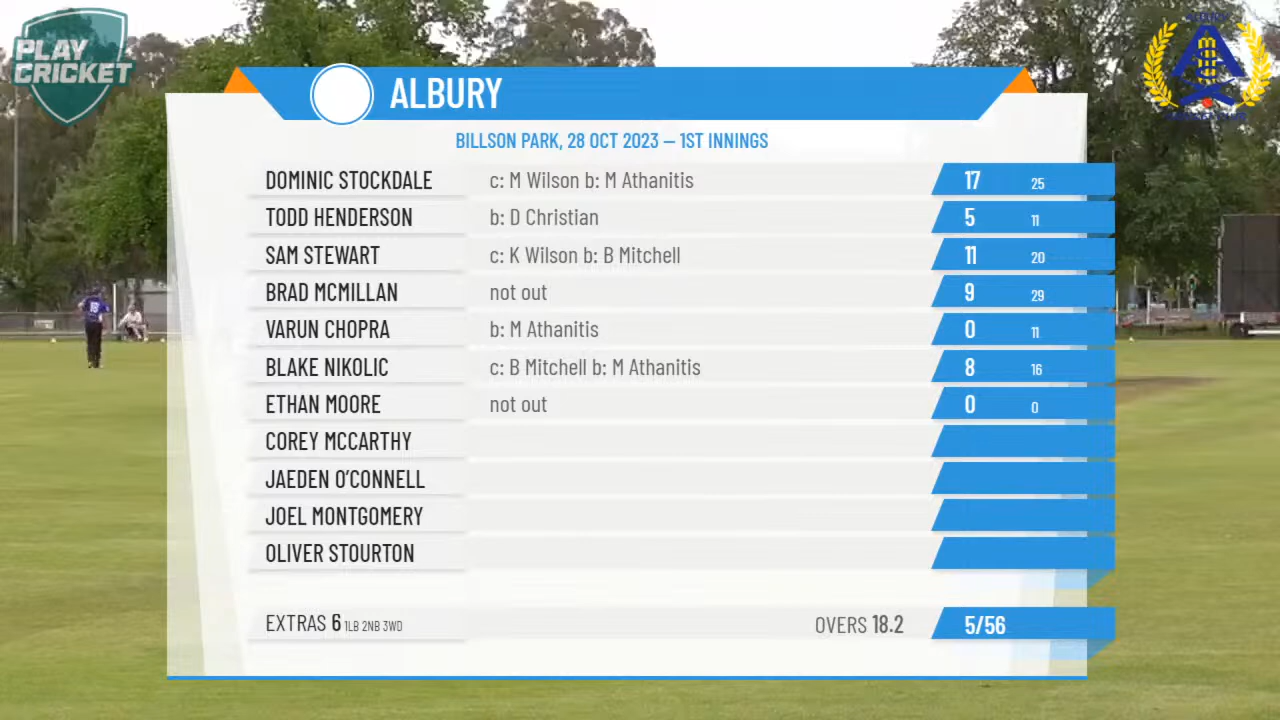 PLAY
CRICKET
ALBURY
ALBURY
BILLSON PARK, 28 OCT 2023 – 1ST INNINGS
DOMINIC STOCKDALE c: M Wilson b: M Athanitis 17 25
TODD HENDERSON b: D Christian 5 11
SAM STEWART c: K Wilson b: B Mitchell 11 20
BRAD MCMILLAN not out 9 29
VARUN CHOPRA b: M Athanitis 0 11
BLAKE NIKOLIC c: B Mitchell b: M Athanitis 8 16
ETHAN MOORE not out 0 0
COREY MCCARTHY
JAEDEN O’CONNELL
JOEL MONTGOMERY
OLIVER STOURTON
EXTRAS 6 1LB 2NB 3WD OVERS 18.2 5/56
18